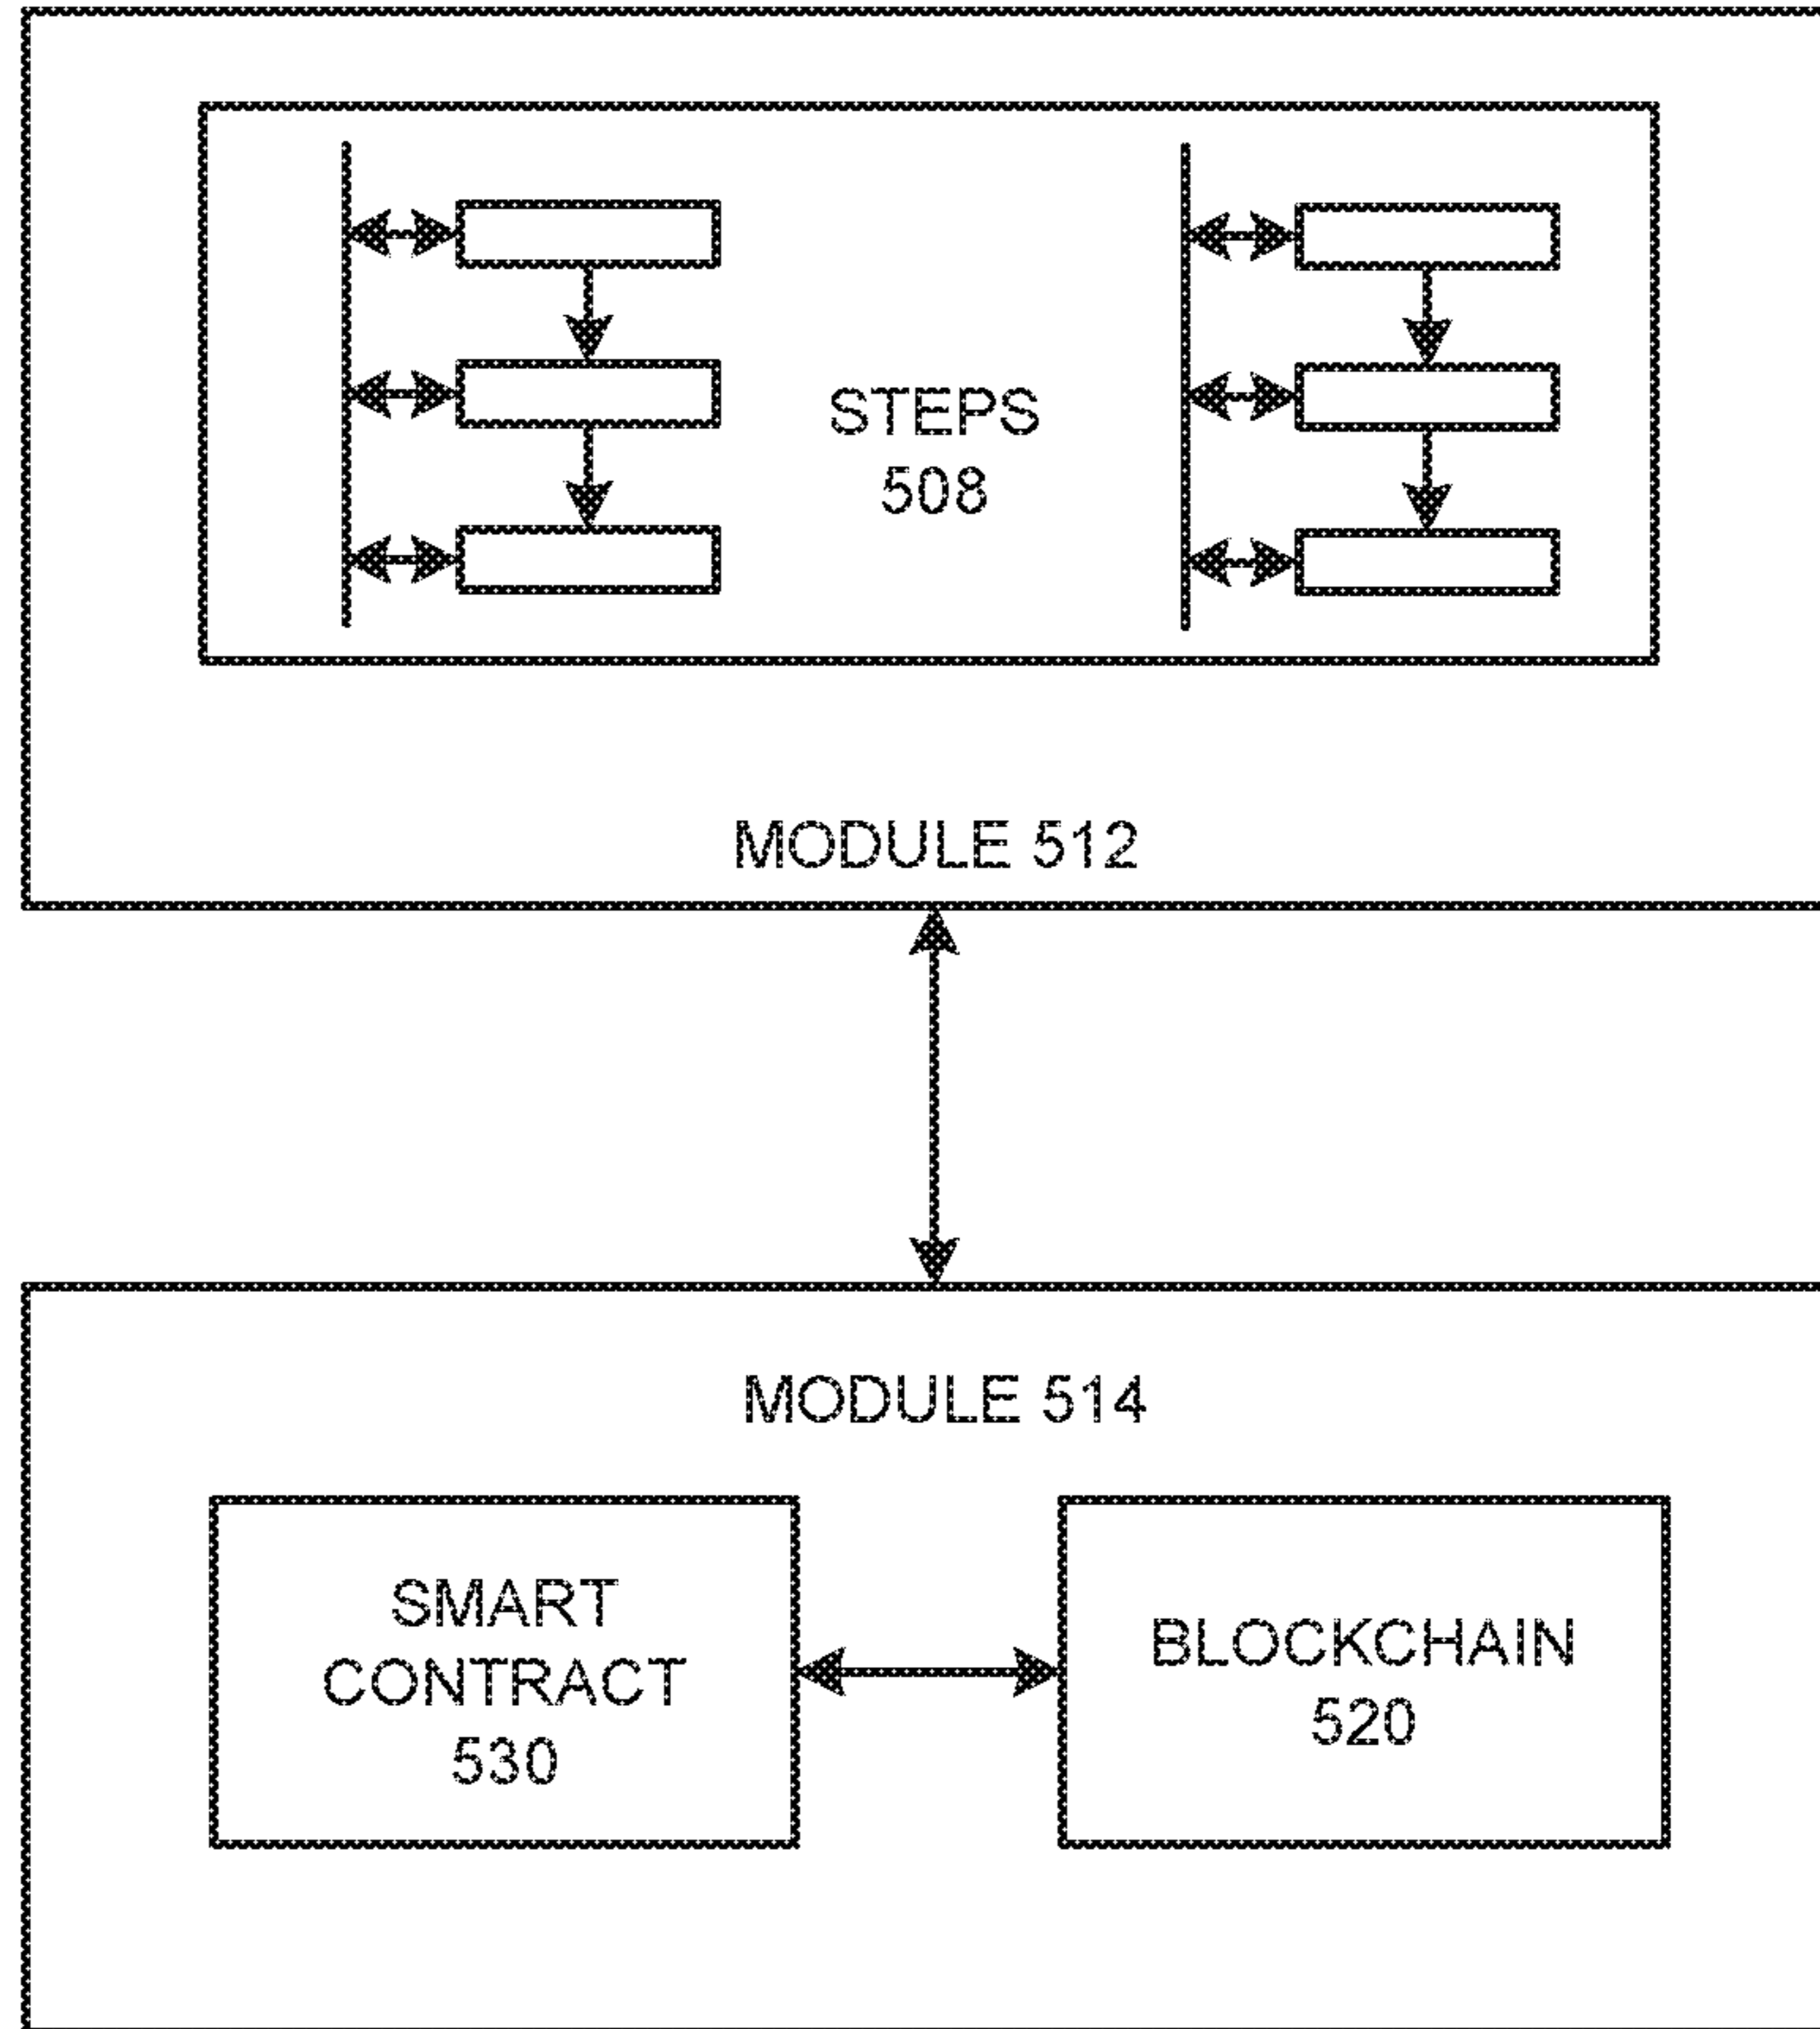 STEPS
508
MODULE 512
MODULE 514
SMART
CONTRACT
530
BLOCKCHAIN
520